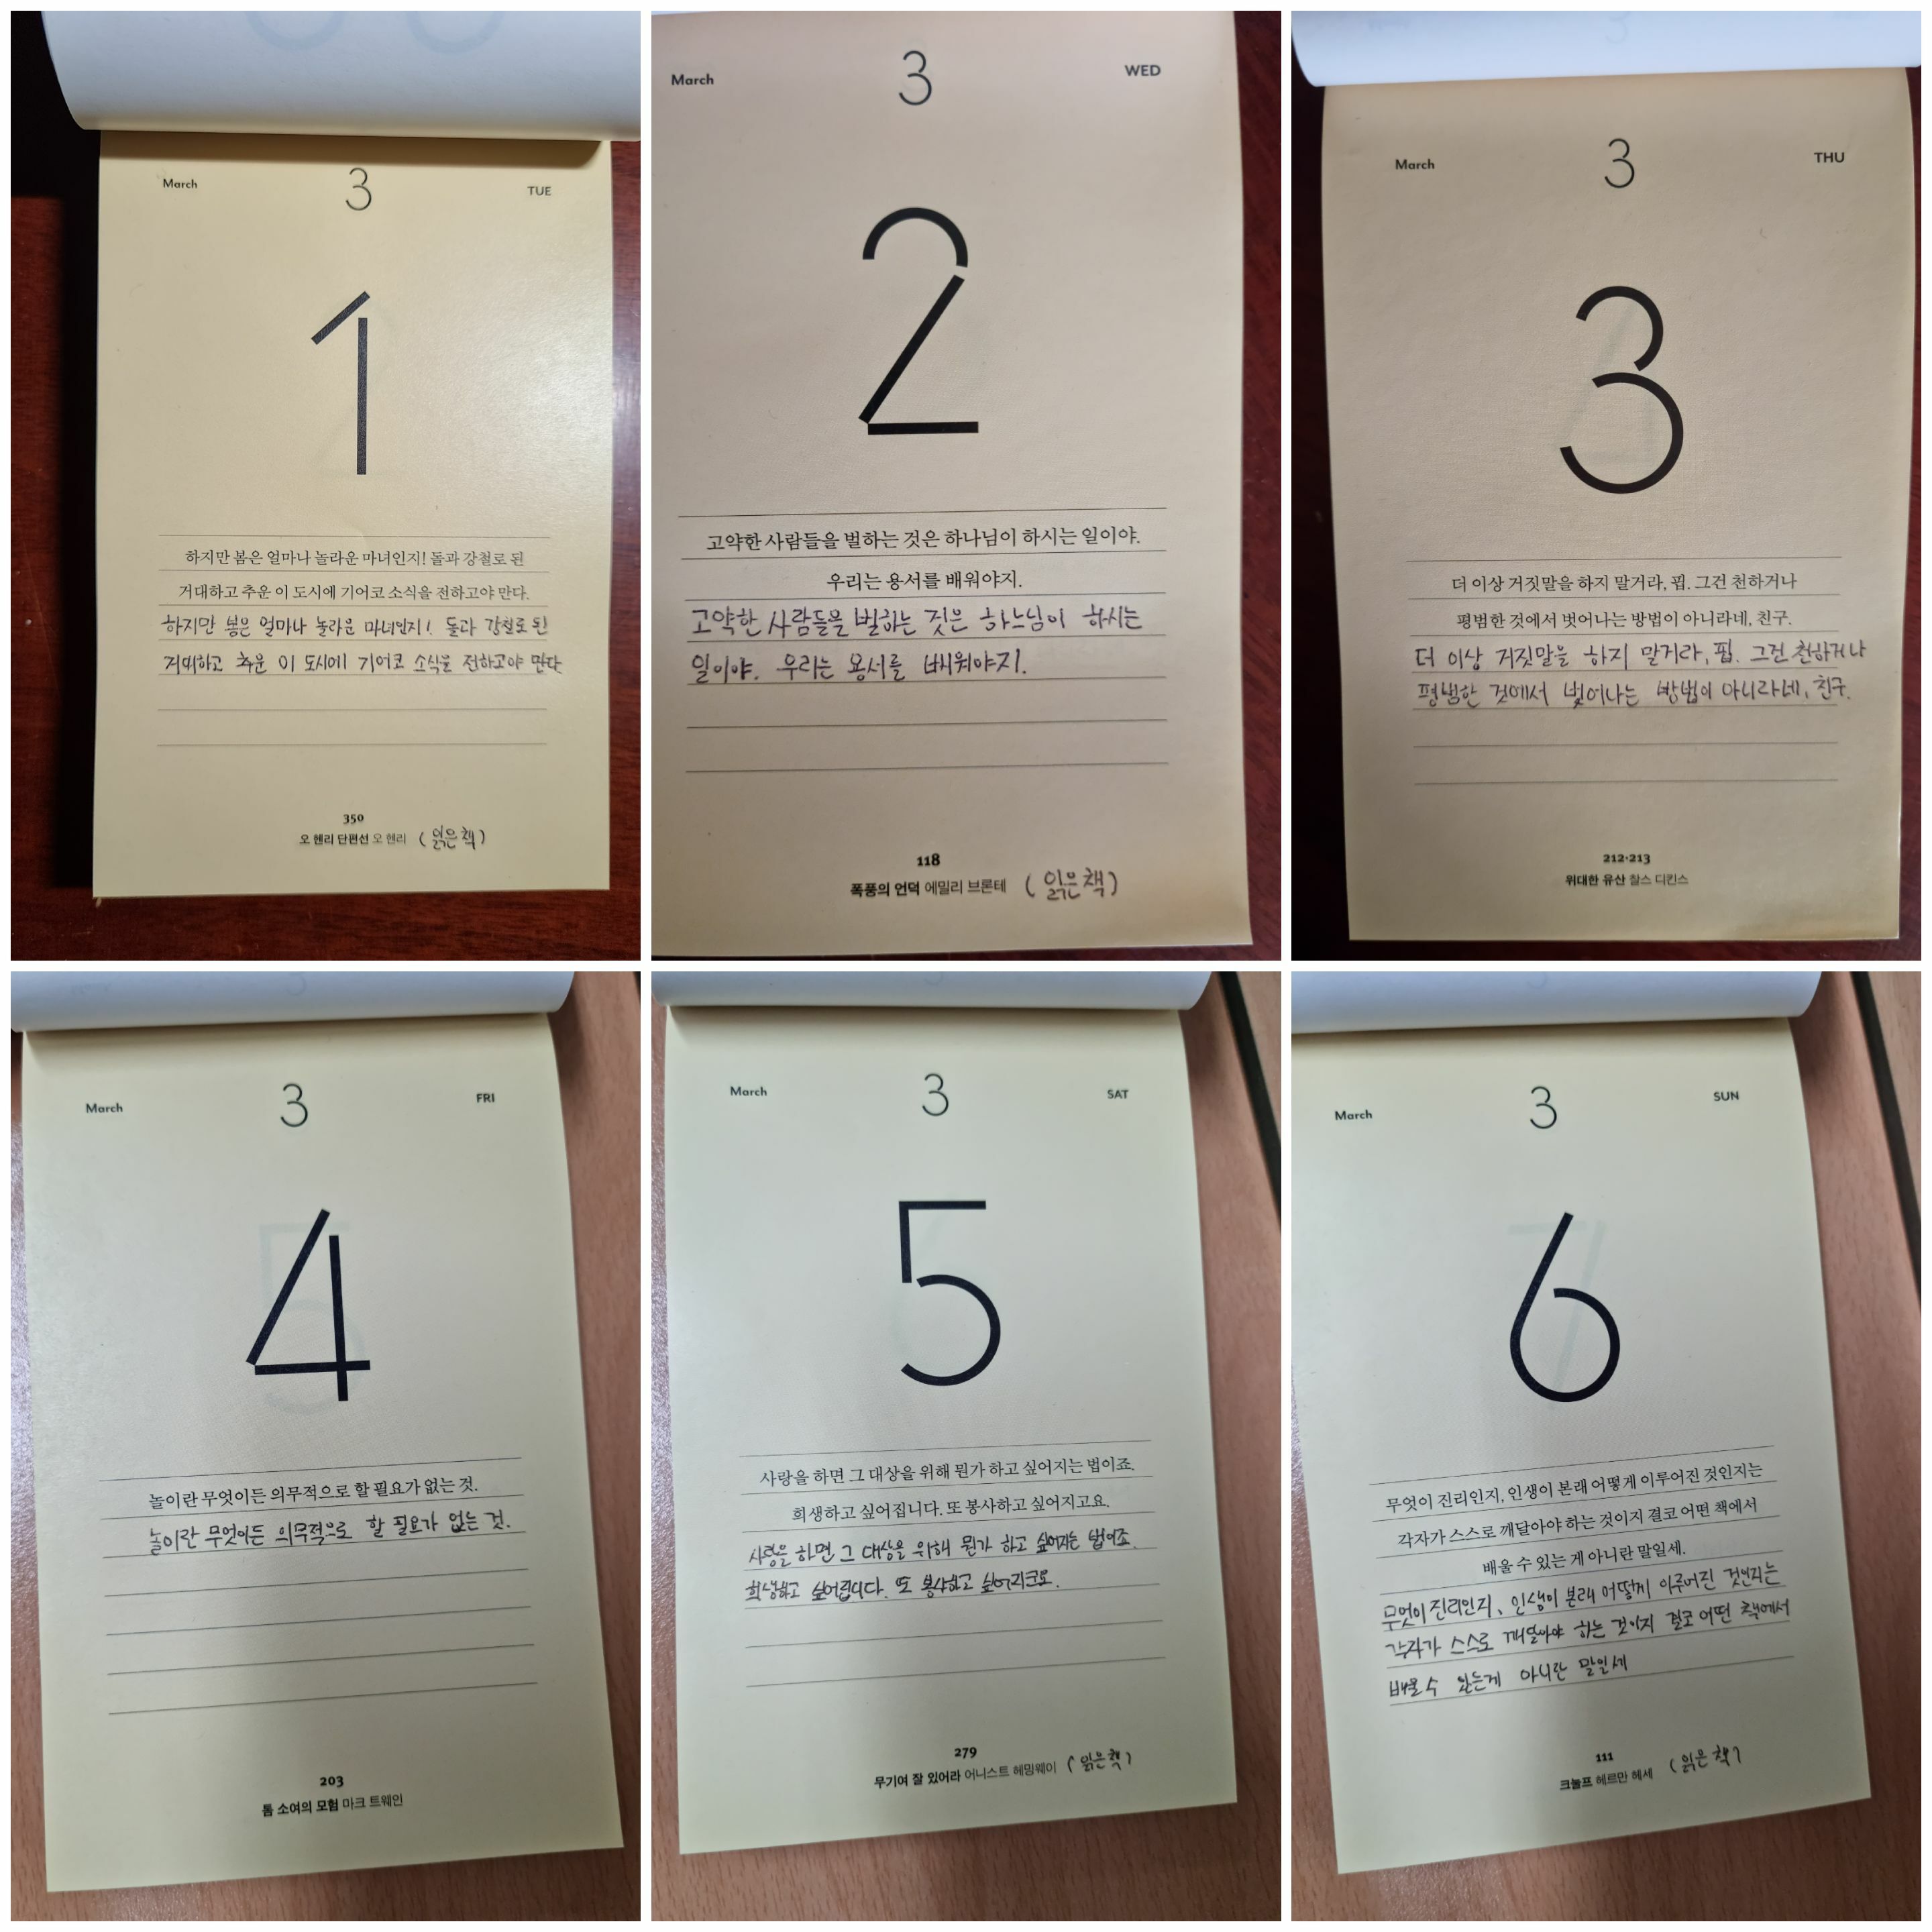 March 3 TUE
1
하지만 봄은 얼마나 놀라운 마녀인지! 돌과 강철로 된
거대하고 추운 이 도시에 기어코 소식을 전하고야 만다.
하지만 봄은 얼마나 놀라운 마녀인지! 돌과 강철로 된
거대하고 추운 이 도시에 기어코 소식을 전하고야 만다
350
오 헨리 단편선 오 헨리 (읽은 책)
March 3 WED
2
고약한 사람들을 벌하는 것은 하나님이 하시는 일이야.
우리는 용서를 배워야지.
고약한 사람들을 벌하는 것은 하느님이 하시는
일이야. 우리는 용서를 배워야지.
118
폭풍의 언덕 에밀리 브론테 (읽은 책)
March 3 THU
3
더 이상 거짓말을 하지 말거라, 핍. 그건 천하거나
평범한 것에서 벗어나는 방법이 아니라네, 친구.
더 이상 거짓말을 하지 말거라, 핍. 그건 천하거나
평범한 것에서 벗어나는 방법이 아니라네, 친구.
212·213
위대한 유산 찰스 디킨스
March 3 FRI
4
놀이란 무엇이든 의무적으로 할 필요가 없는 것.
놀이란 무엇이든 의무적으로 할 필요가 없는 것.
203
톰 소여의 모험 마크 트웨인
March 3 SAT
5
사랑을 하면 그 대상을 위해 뭔가 하고 싶어지는 법이죠.
희생하고 싶어집니다. 또 봉사하고 싶어지고요.
사랑을 하면 그 대상을 위해 뭔가 하고 싶어지는 법이죠.
희생하고 싶어집니다. 또 봉사하고 싶어지고요.
279
무기여 잘 있어라 어니스트 헤밍웨이 (읽은 책)
March 3 SUN
6
무엇이 진리인지, 인생이 본래 어떻게 이루어진 것인지는
각자가 스스로 깨달아야 하는 것이지 결코 어떤 책에서
배울 수 있는 게 아니란 말일세.
무엇이 진리인지, 인생이 본래 어떻게 이루어진 것인지는
각자가 스스로 깨달아야 하는 것이지 결코 어떤 책에서
배울 수 있는게 아니란 말일세
111
크눌프 헤르만 헤세 (읽은 책)